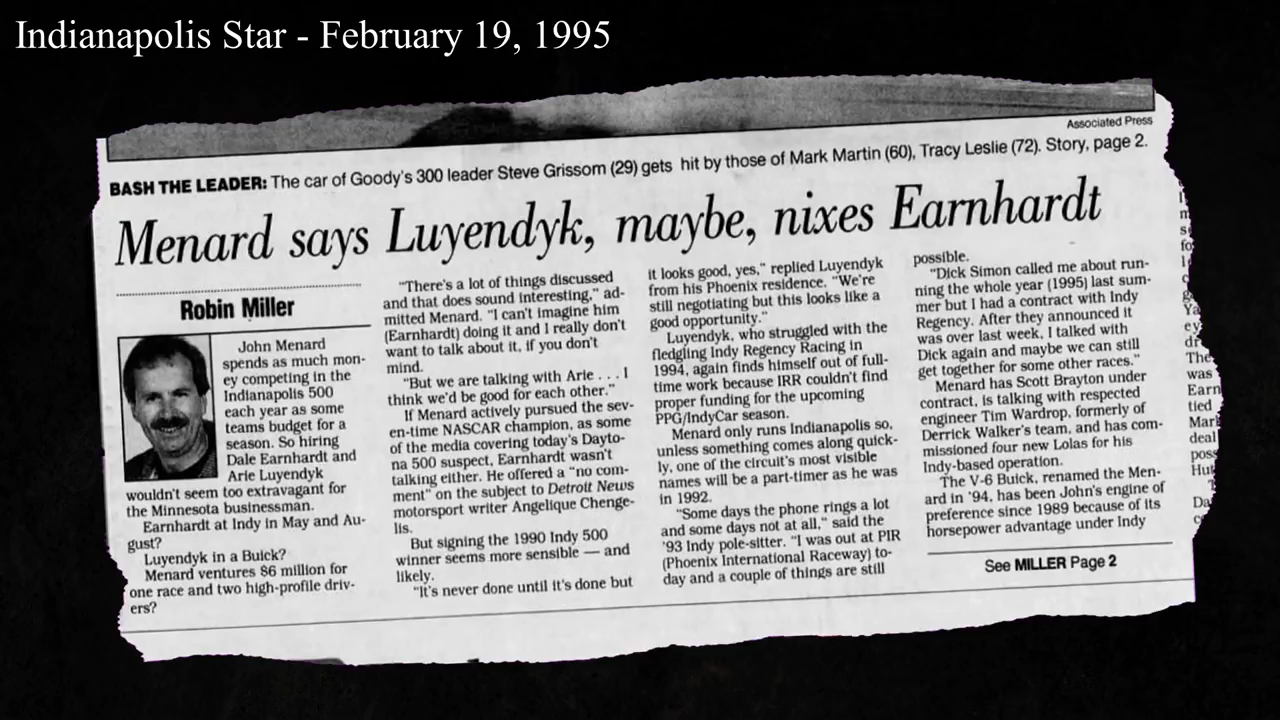 Indianapolis Star - February 19, 1995
Associated Press
BASH THE LEADER: The car of Goody's 300 leader Steve Grissom (29) gets hit by those of Mark Martin (60), Tracy Leslie (72). Story, page 2.
Menard says Luyendyk, maybe, nixes Earnhardt
Robin Miller
John Menard
spends as much mon-
ey competing in the
Indianapolis 500
each year as some
teams budget for a
season. So hiring
Dale Earnhardt and
Arie Luyendyk
wouldn't seem too extravagant for
the Minnesota businessman.
Earnhardt at Indy in May and Au-
gust?
Luyendyk in a Buick?
Menard ventures $6 million for
one race and two high-profile driv-
ers?
"There's a lot of things discussed
and that does sound interesting," ad-
mitted Menard. "I can't imagine him
(Earnhardt) doing it and I really don't
want to talk about it, if you don't
mind.
"But we are talking with Arie . . . I
think we'd be good for each other."
If Menard actively pursued the sev-
en-time NASCAR champion, as some
of the media covering today's Dayto-
na 500 suspect, Earnhardt wasn't
talking either. He offered a "no com-
ment" on the subject to Detroit News
motorsport writer Angelique Chenge-
lis.
But signing the 1990 Indy 500
winner seems more sensible — and
likely.
"It's never done until it's done but
it looks good, yes," replied Luyendyk
from his Phoenix residence. "We're
still negotiating but this looks like a
good opportunity."
Luyendyk, who struggled with the
fledgling Indy Regency Racing in
1994, again finds himself out of full-
time work because IRR couldn't find
proper funding for the upcoming
PPG/IndyCar season.
Menard only runs Indianapolis so,
unless something comes along quick-
ly, one of the circuit's most visible
names will be a part-timer as he was
in 1992.
"Some days the phone rings a lot
and some days not at all," said the
'93 Indy pole-sitter. "I was out at PIR
(Phoenix International Raceway) to-
day and a couple of things are still
possible.
"Dick Simon called me about run-
ning the whole year (1995) last sum-
mer but I had a contract with Indy
Regency. After they announced it
was over last week, I talked with
Dick again and maybe we can still
get together for some other races."
Menard has Scott Brayton under
contract, is talking with respected
engineer Tim Wardrop, formerly of
Derrick Walker's team, and has com-
missioned four new Lolas for his
Indy-based operation.
The V-6 Buick, renamed the Men-
ard in '94, has been John's engine of
preference since 1989 because of its
horsepower advantage under Indy
See MILLER Page 2
The
was
Earn
tied
deal